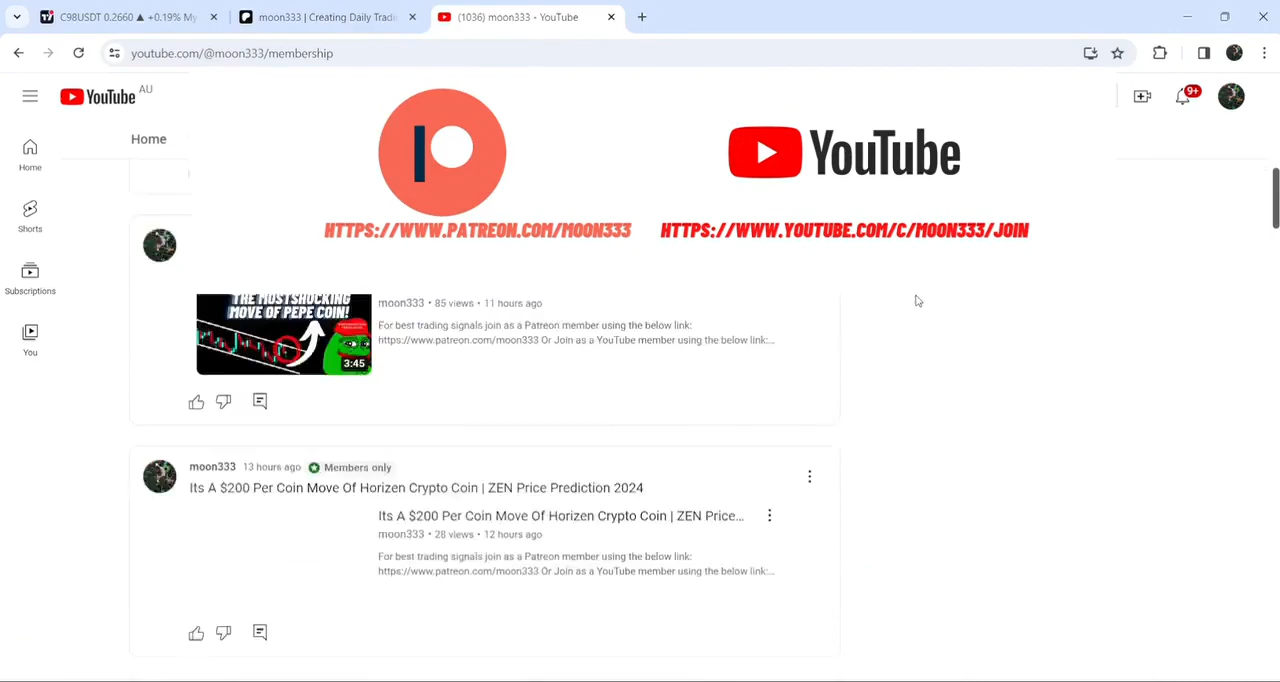 C98USDT 0.2660 ▲ +0.19% My
moon333 | Creating Daily Tradi
(1036) moon333 - YouTube
youtube.com/@moon333/membership
YouTube AU
9+
Home
Home
Shorts
Subscriptions
You
YouTube
HTTPS://WWW.PATREON.COM/MOON333
HTTPS://WWW.YOUTUBE.COM/C/MOON333/JOIN
THE MOST SHOCKING
MOVE OF PEPE COIN!
3:45
moon333 • 85 views • 11 hours ago
For best trading signals join as a Patreon member using the below link:
https://www.patreon.com/moon333 Or Join as a YouTube member using the below link:...
moon333 13 hours ago Members only
Its A $200 Per Coin Move Of Horizen Crypto Coin | ZEN Price Prediction 2024
Its A $200 Per Coin Move Of Horizen Crypto Coin | ZEN Price...
moon333 • 28 views • 12 hours ago
For best trading signals join as a Patreon member using the below link:
https://www.patreon.com/moon333 Or Join as a YouTube member using the below link:...